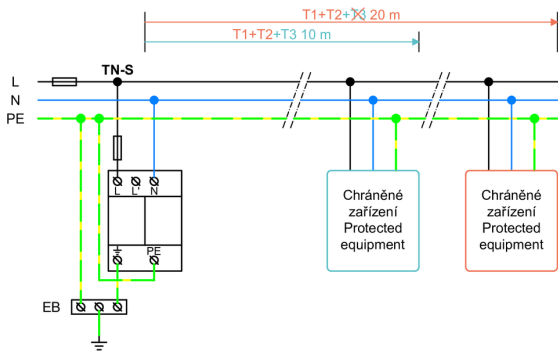 T1+T2+T3 20 m
T1+T2+T3 10 m
TN-S
L
N
PE
L L' N
Chráněné
zařízení
Protected
equipment
Chráněné
zařízení
Protected
equipment
PE
EB